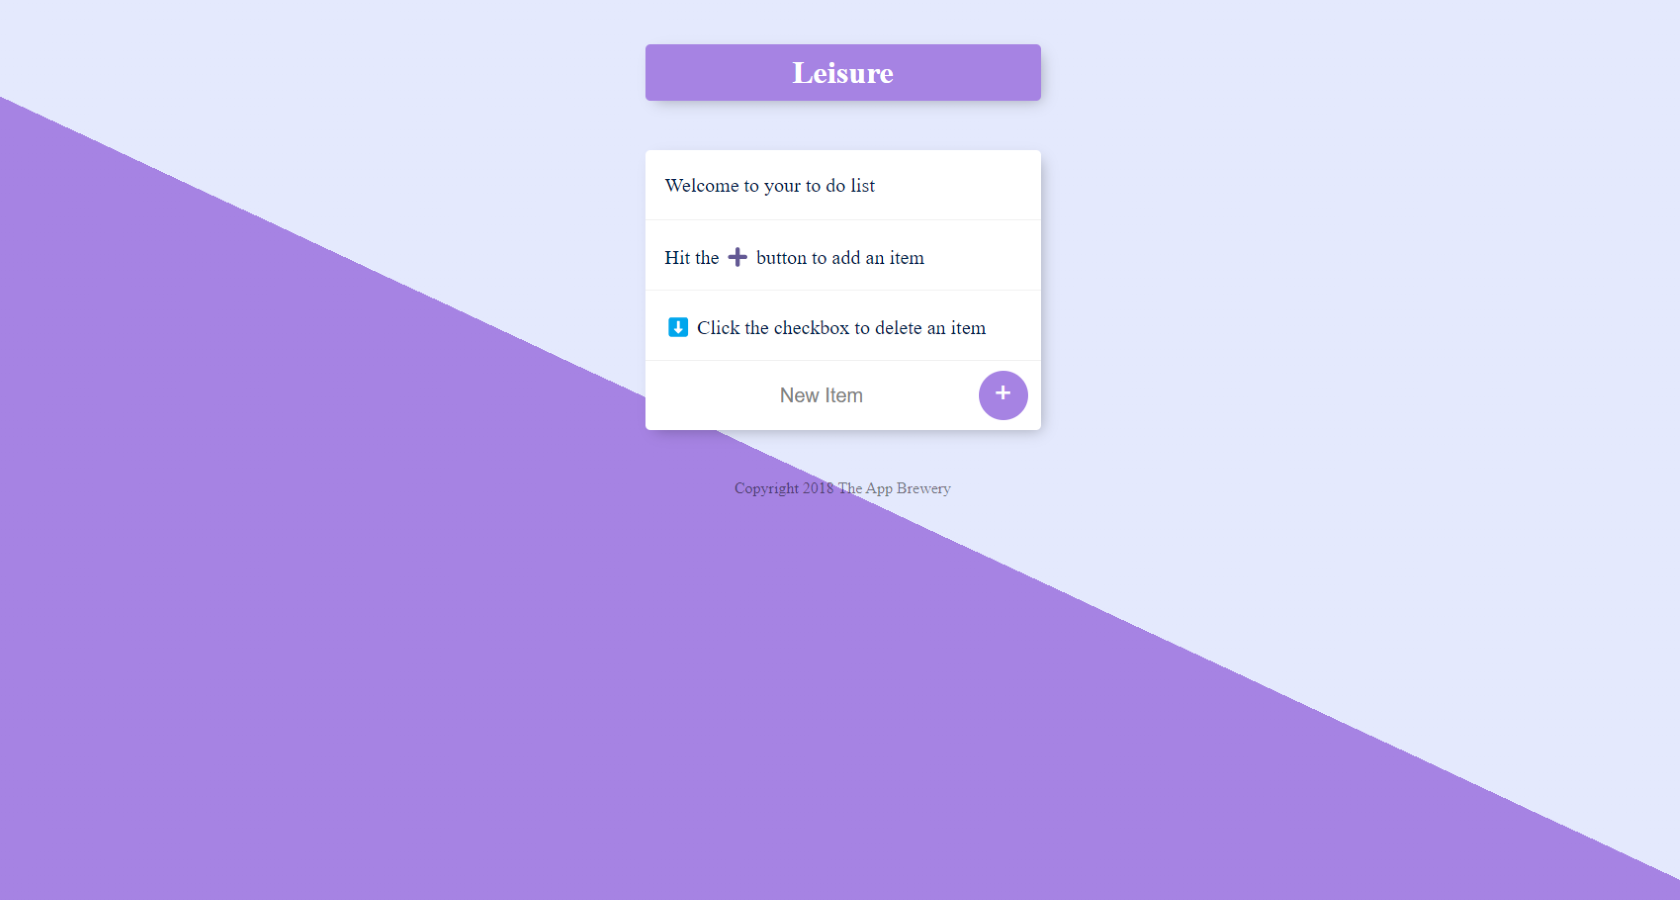 Leisure
Welcome to your to do list
Hit the ➕ button to add an item
⬇️ Click the checkbox to delete an item
New Item +
Copyright 2018 The App Brewery